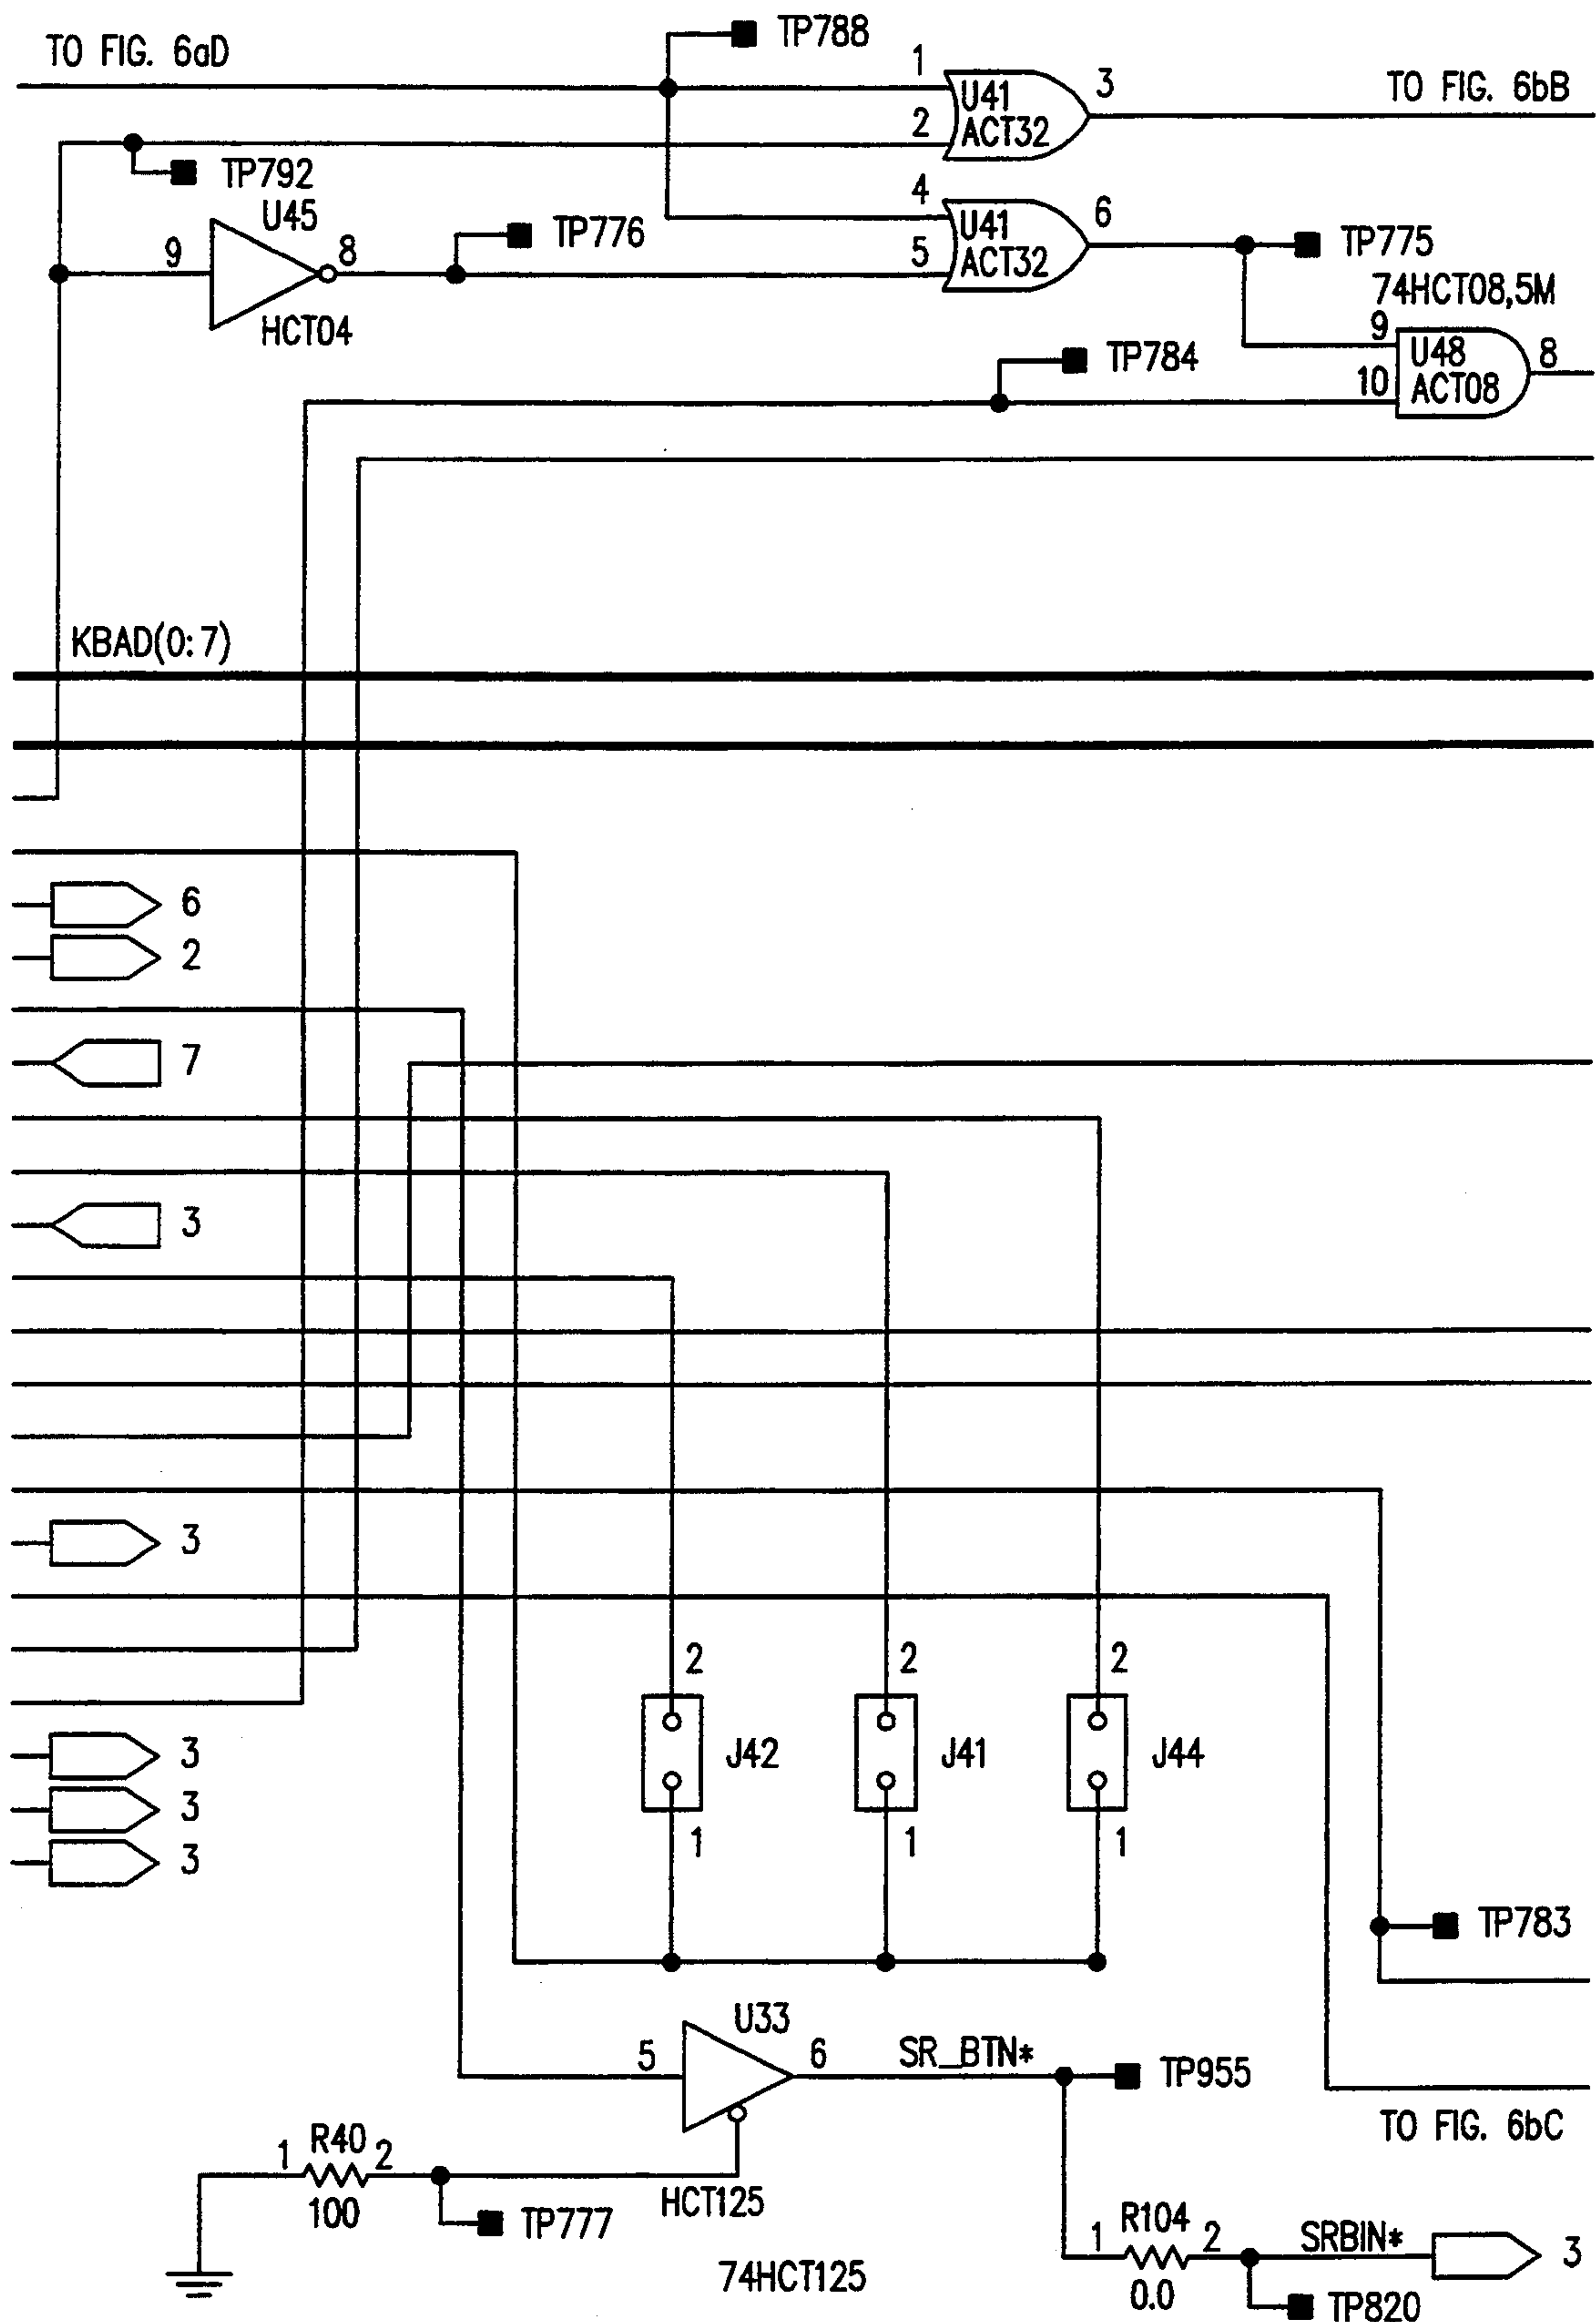 TP788
TO FIG. 6aD
1
3
TO FIG. 6bB
U41
2
ACT32
TP792
4
U45
U41
6
TP776
TP775
9
8
5
ACT32
74HCT08,5M
HCT04
9
TP784
U48
8
10
ACT08
KBAD(0:7)
6
2
7
3
3
2
2
2
3
J42
J41
J44
3
1
1
1
3
TP783
U33
5
6
SR_BTN*
TP955
TO FIG. 6bC
1
R40
2
HCT125
100
TP777
R104
1
2
SRBIN*
3
74HCT125
0.0
TP820